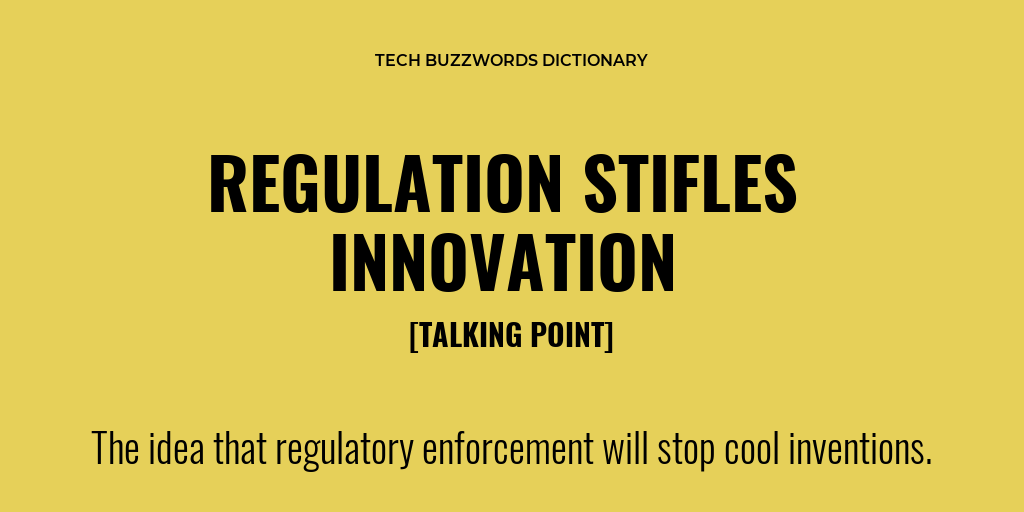 TECH BUZZWORDS DICTIONARY
REGULATION STIFLES
INNOVATION
[TALKING POINT]
The idea that regulatory enforcement will stop cool inventions.